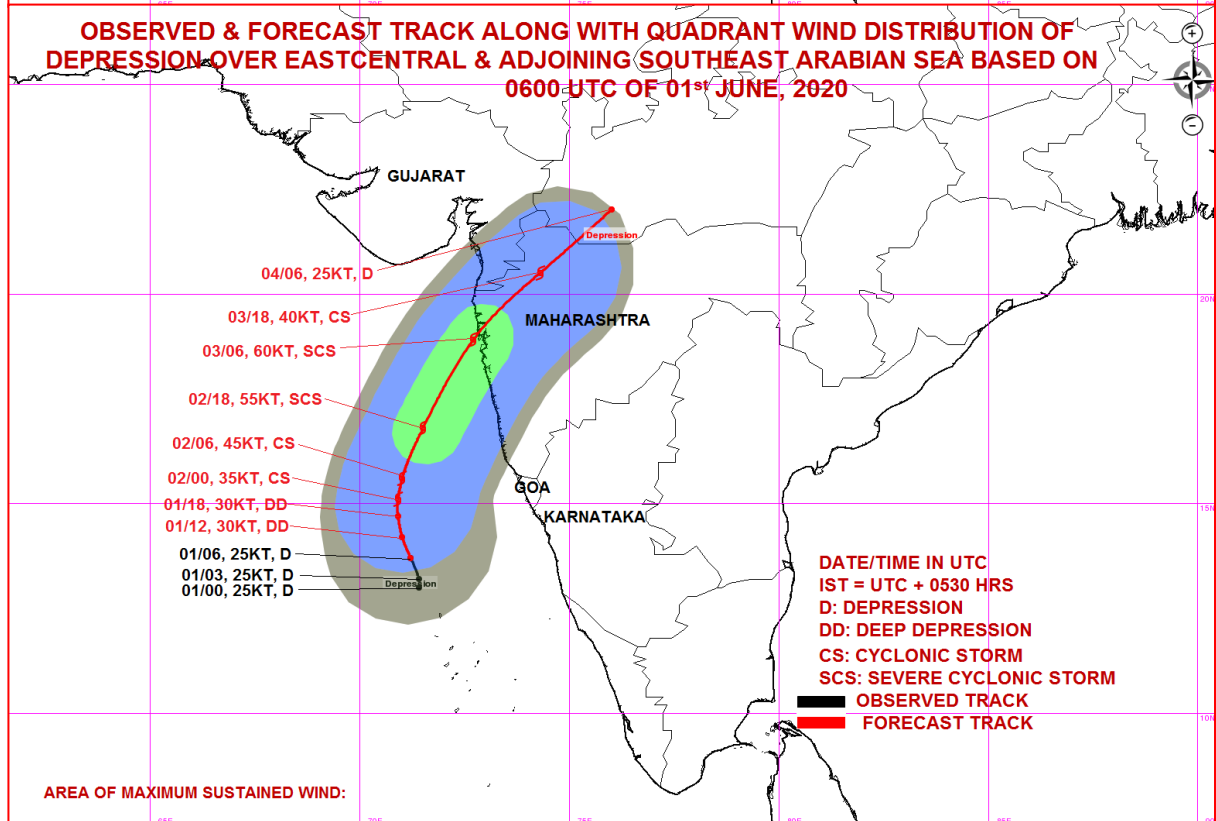 OBSERVED & FORECAST TRACK ALONG WITH QUADRANT WIND DISTRIBUTION OF
DEPRESSION OVER EASTCENTRAL & ADJOINING SOUTHEAST ARABIAN SEA BASED ON
0600 UTC OF 01st JUNE, 2020
GUJARAT
Depression
04/06, 25KT, D
20N
03/18, 40KT, CS
MAHARASHTRA
03/06, 60KT, SCS
02/18, 55KT, SCS
02/06, 45KT, CS
02/00, 35KT, CS
GOA
01/18, 30KT, DD
15N
KARNATAKA
01/12, 30KT, DD
01/06, 25KT, D
01/03, 25KT, D
Depression
01/00, 25KT, D
DATE/TIME IN UTC
IST = UTC + 0530 HRS
D: DEPRESSION
DD: DEEP DEPRESSION
CS: CYCLONIC STORM
SCS: SEVERE CYCLONIC STORM
OBSERVED TRACK
10N
FORECAST TRACK
AREA OF MAXIMUM SUSTAINED WIND: